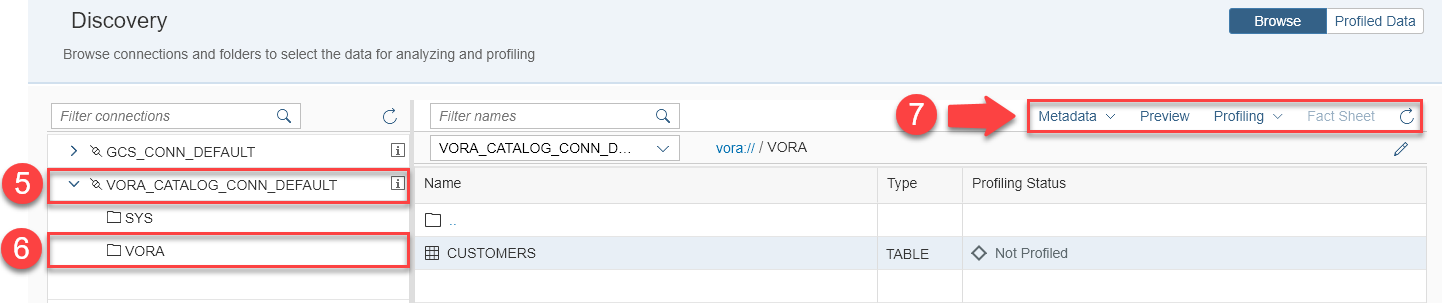 Discovery
Browse Profiled Data
Browse connections and folders to select the data for analyzing and profiling
Filter connections
Filter names
7
Metadata Preview Profiling Fact Sheet
GCS_CONN_DEFAULT
VORA_CATALOG_CONN_D...
vora:// / VORA
5
VORA_CATALOG_CONN_DEFAULT
Name Type Profiling Status
SYS
..
6
VORA
CUSTOMERS TABLE Not Profiled